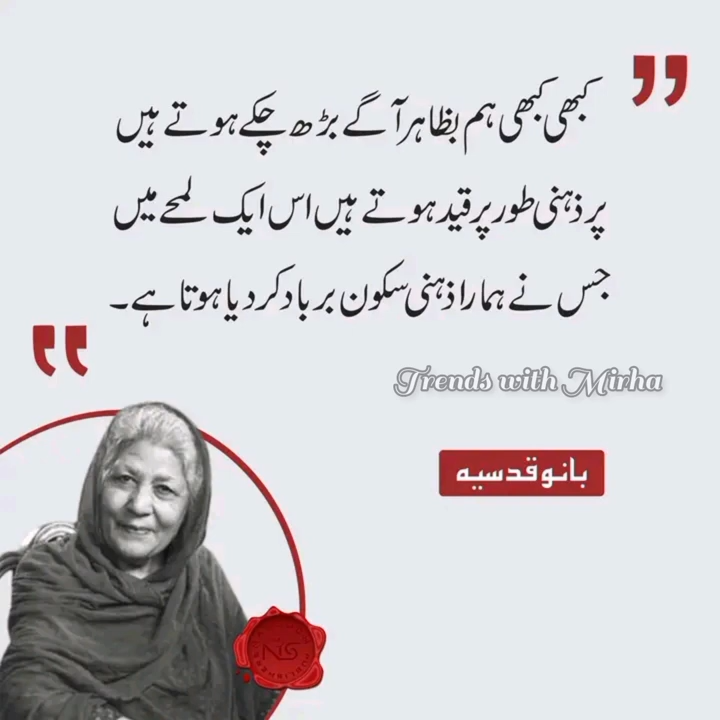 کبھی کبھی ہم بظاہر آگے بڑھ چکے ہوتے ہیں
پر ذہنی طور پر قید ہوتے ہیں اس ایک لمحے میں
جس نے ہمارا ذہنی سکون برباد کر دیا ہوتا ہے۔
Trends with Mirha
بانو قدسیہ
NS